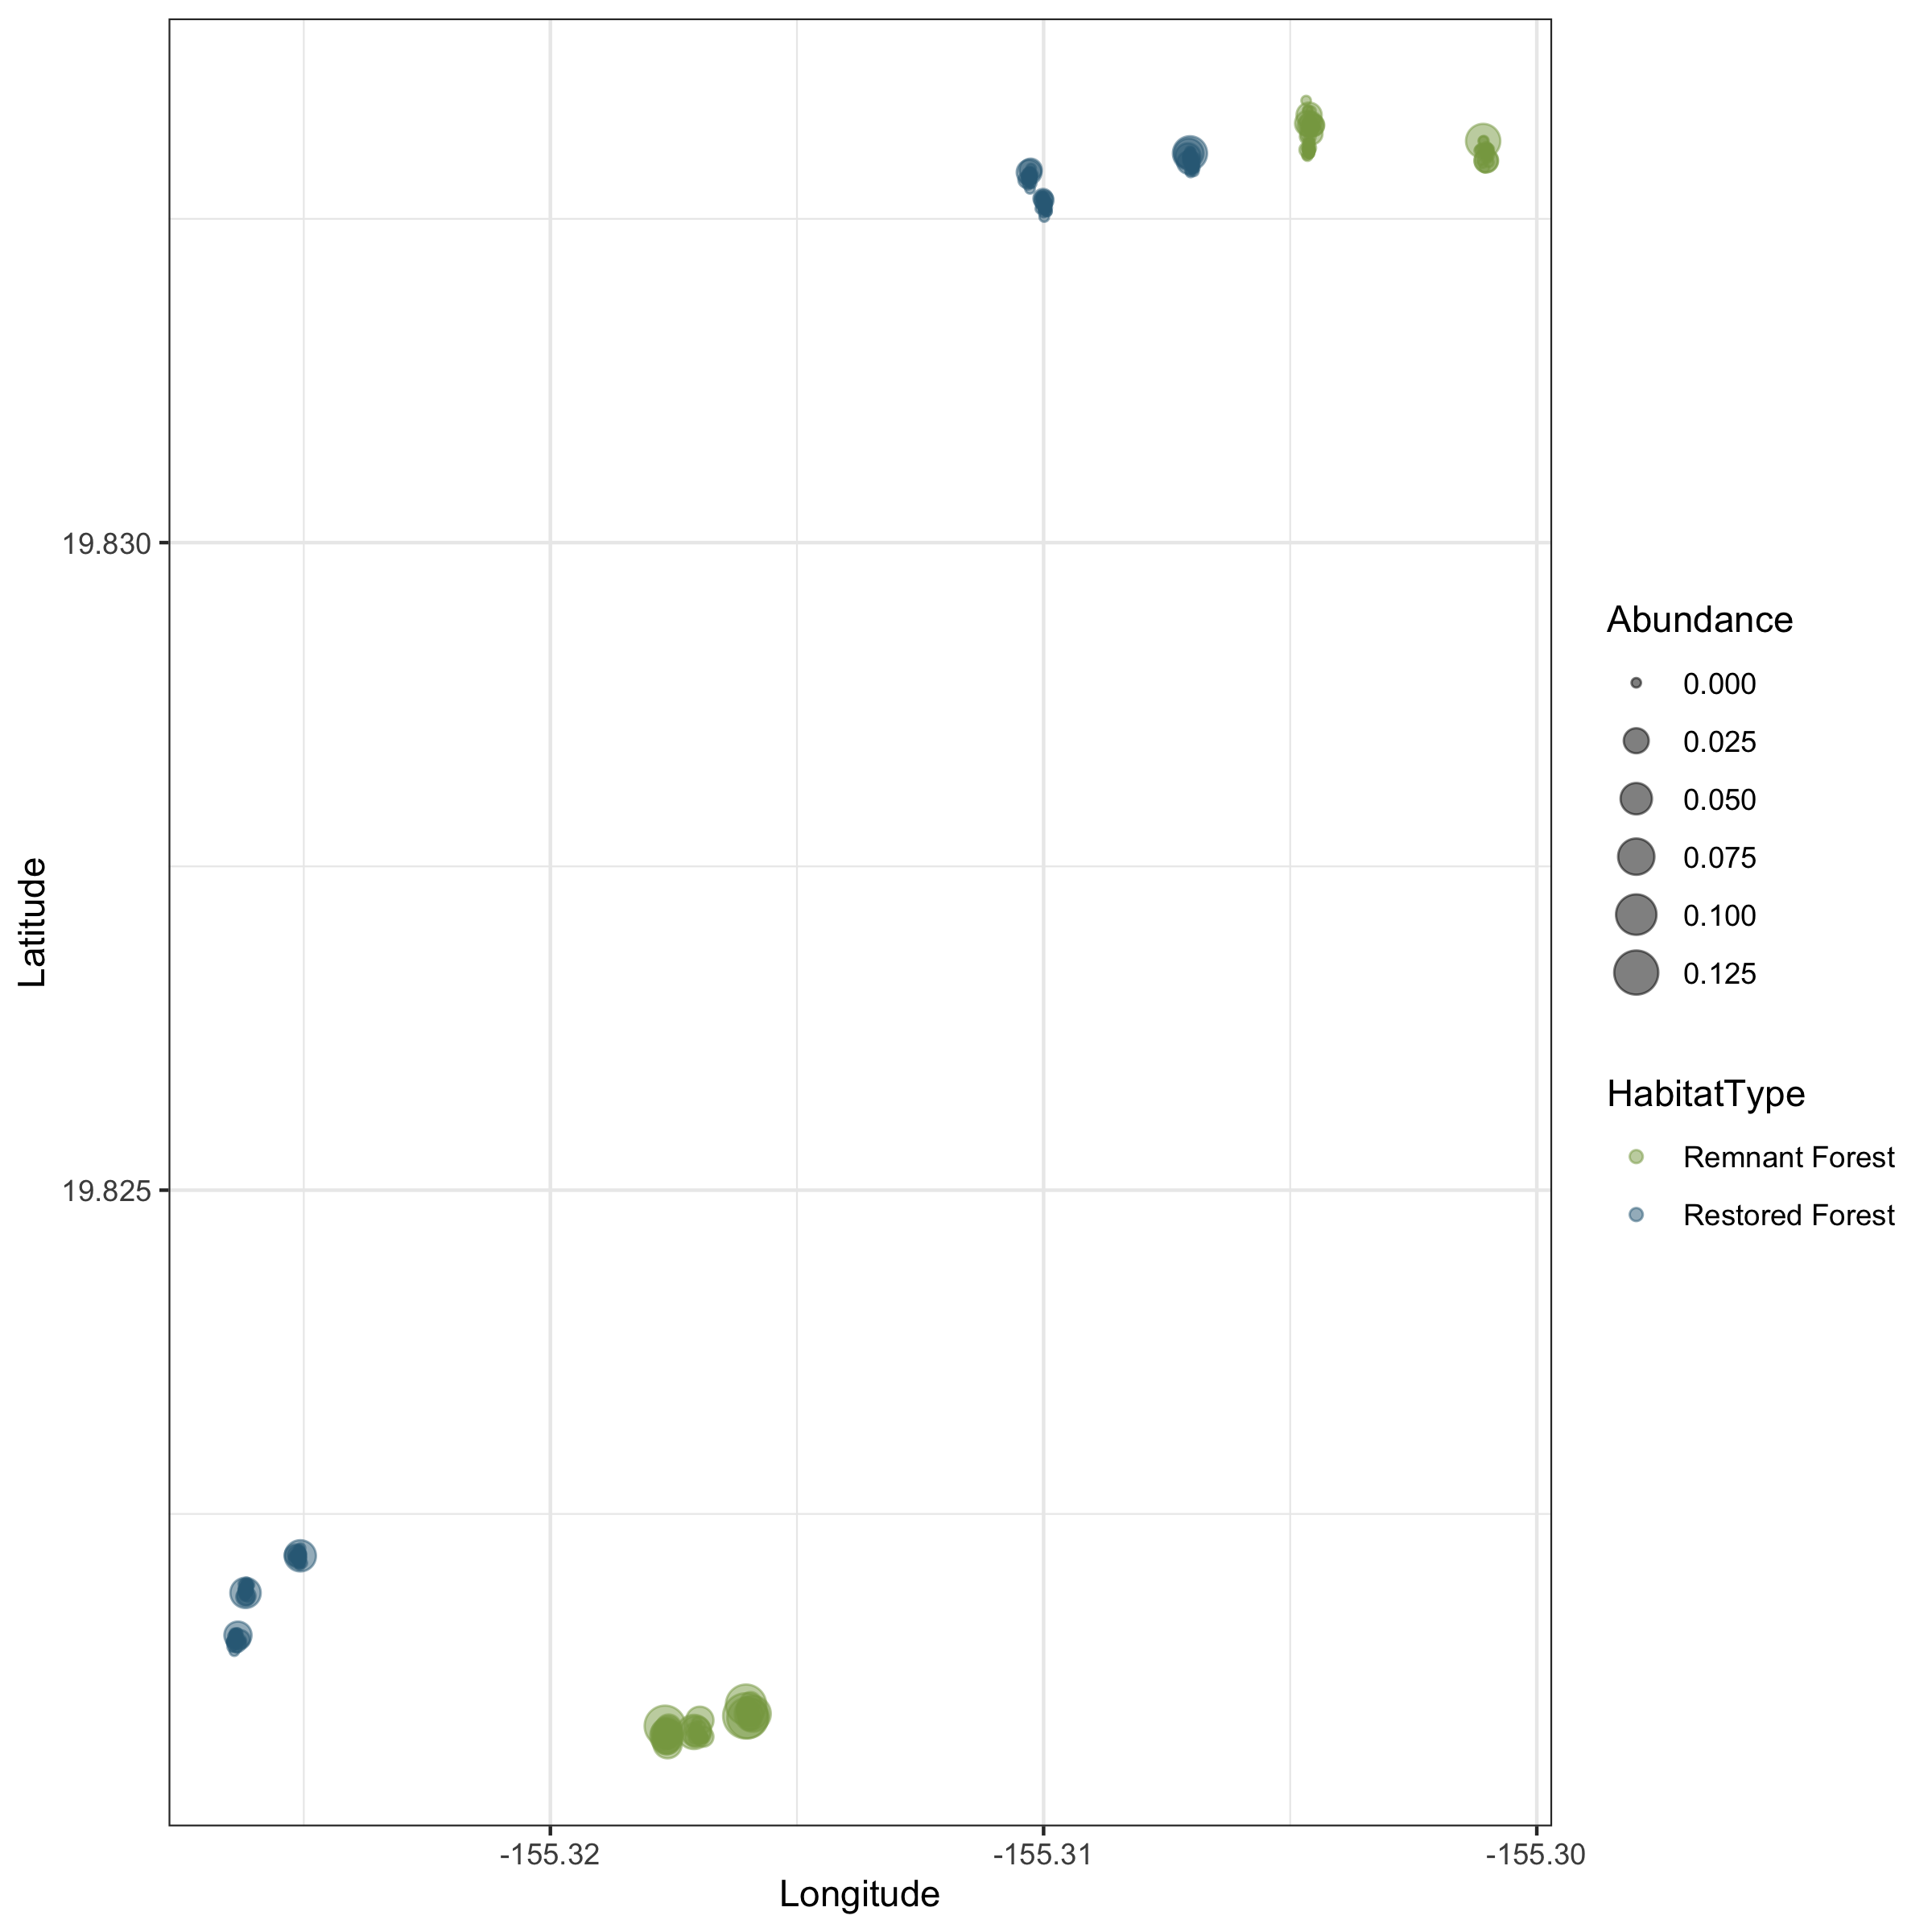 19.830
19.825
Latitude
-155.32
-155.31
-155.30
Longitude
Abundance
0.000
0.025
0.050
0.075
0.100
0.125
HabitatType
Remnant Forest
Restored Forest